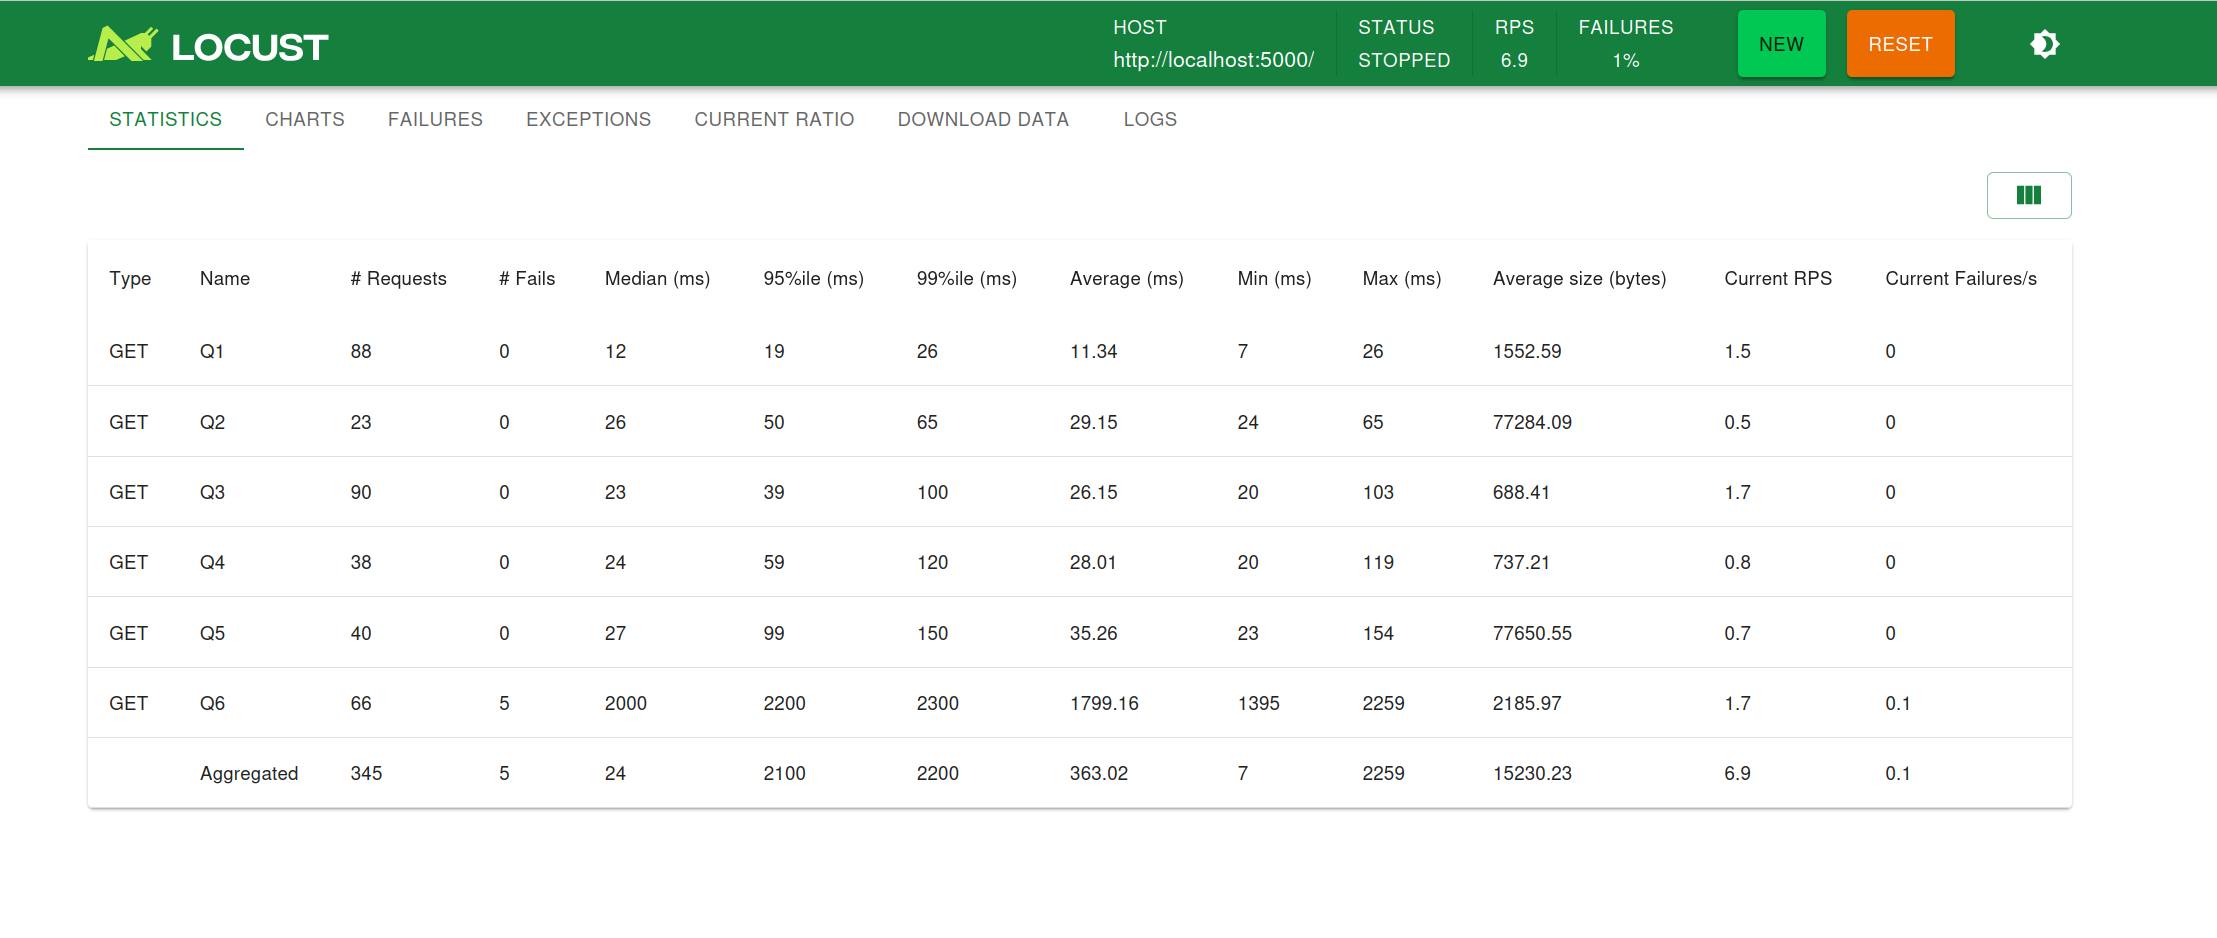 LOCUST
HOST STATUS RPS FAILURES
http://localhost:5000/ STOPPED 6.9 1%
NEW RESET
STATISTICS CHARTS FAILURES EXCEPTIONS CURRENT RATIO DOWNLOAD DATA LOGS
Type Name # Requests # Fails Median (ms) 95%ile (ms) 99%ile (ms) Average (ms) Min (ms) Max (ms) Average size (bytes) Current RPS Current Failures/s
GET Q1 88 0 12 19 26 11.34 7 26 1552.59 1.5 0
GET Q2 23 0 26 50 65 29.15 24 65 77284.09 0.5 0
GET Q3 90 0 23 39 100 26.15 20 103 688.41 1.7 0
GET Q4 38 0 24 59 120 28.01 20 119 737.21 0.8 0
GET Q5 40 0 27 99 150 35.26 23 154 77650.55 0.7 0
GET Q6 66 5 2000 2200 2300 1799.16 1395 2259 2185.97 1.7 0.1
Aggregated 345 5 24 2100 2200 363.02 7 2259 15230.23 6.9 0.1